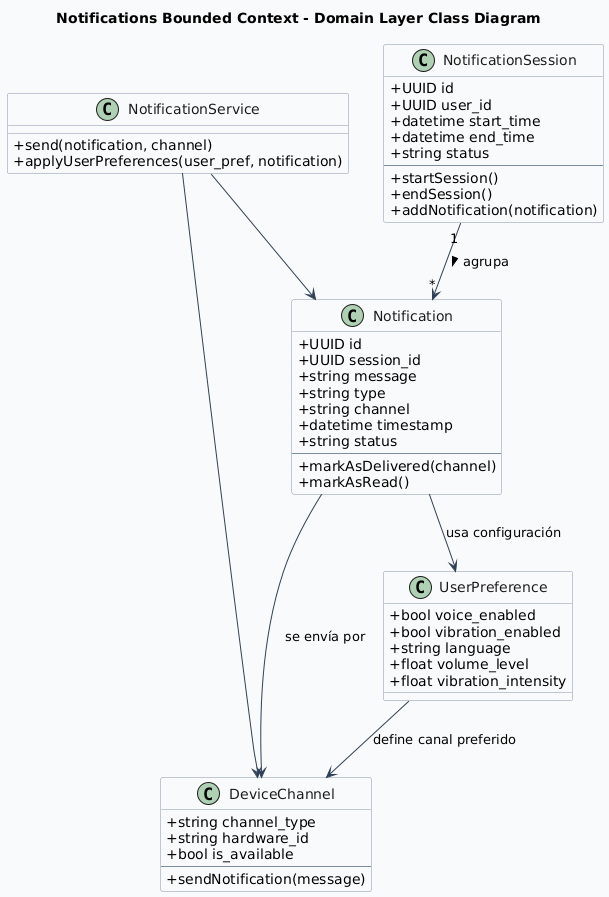 Notifications Bounded Context - Domain Layer Class Diagram
C NotificationSession
+UUID id
+UUID user_id
+datetime start_time
+datetime end_time
+string status
+startSession()
+endSession()
+addNotification(notification)
C NotificationService
+send(notification, channel)
+applyUserPreferences(user_pref, notification)
1
agrupa
*
C Notification
+UUID id
+UUID session_id
+string message
+string type
+string channel
+datetime timestamp
+string status
+markAsDelivered(channel)
+markAsRead()
usa configuración
C UserPreference
+bool voice_enabled
+bool vibration_enabled
+string language
+float volume_level
+float vibration_intensity
se envía por
define canal preferido
C DeviceChannel
+string channel_type
+string hardware_id
+bool is_available
+sendNotification(message)